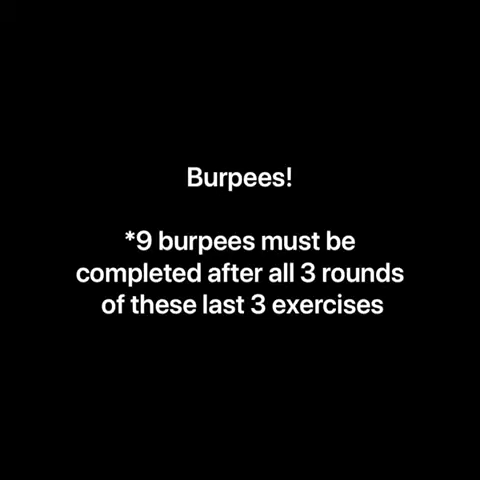 Burpees!
*9 burpees must be
completed after all 3 rounds
of these last 3 exercises